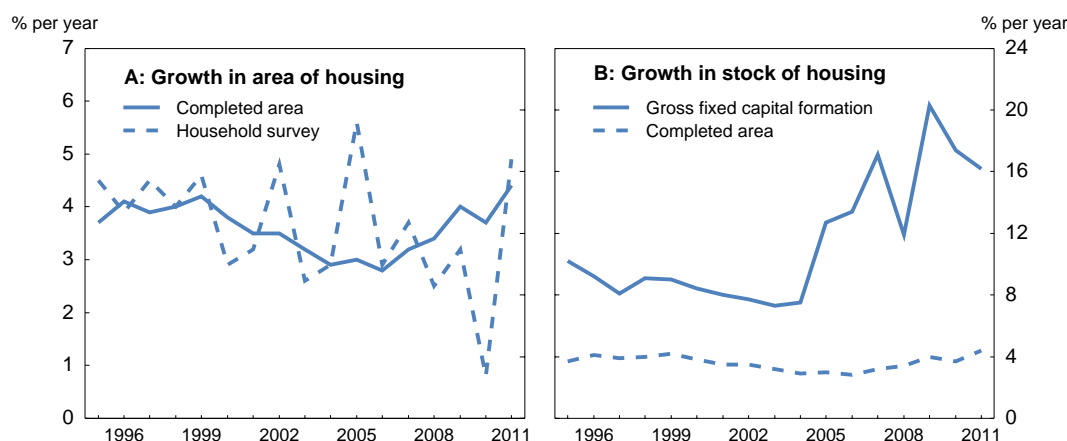 % per year
% per year
A: Growth in area of housing
Completed area
Household survey
7
6
5
4
3
2
1
0
1996 1999 2002 2005 2008 2011
B: Growth in stock of housing
Gross fixed capital formation
Completed area
24
20
16
12
8
4
0
1996 1999 2002 2005 2008 2011